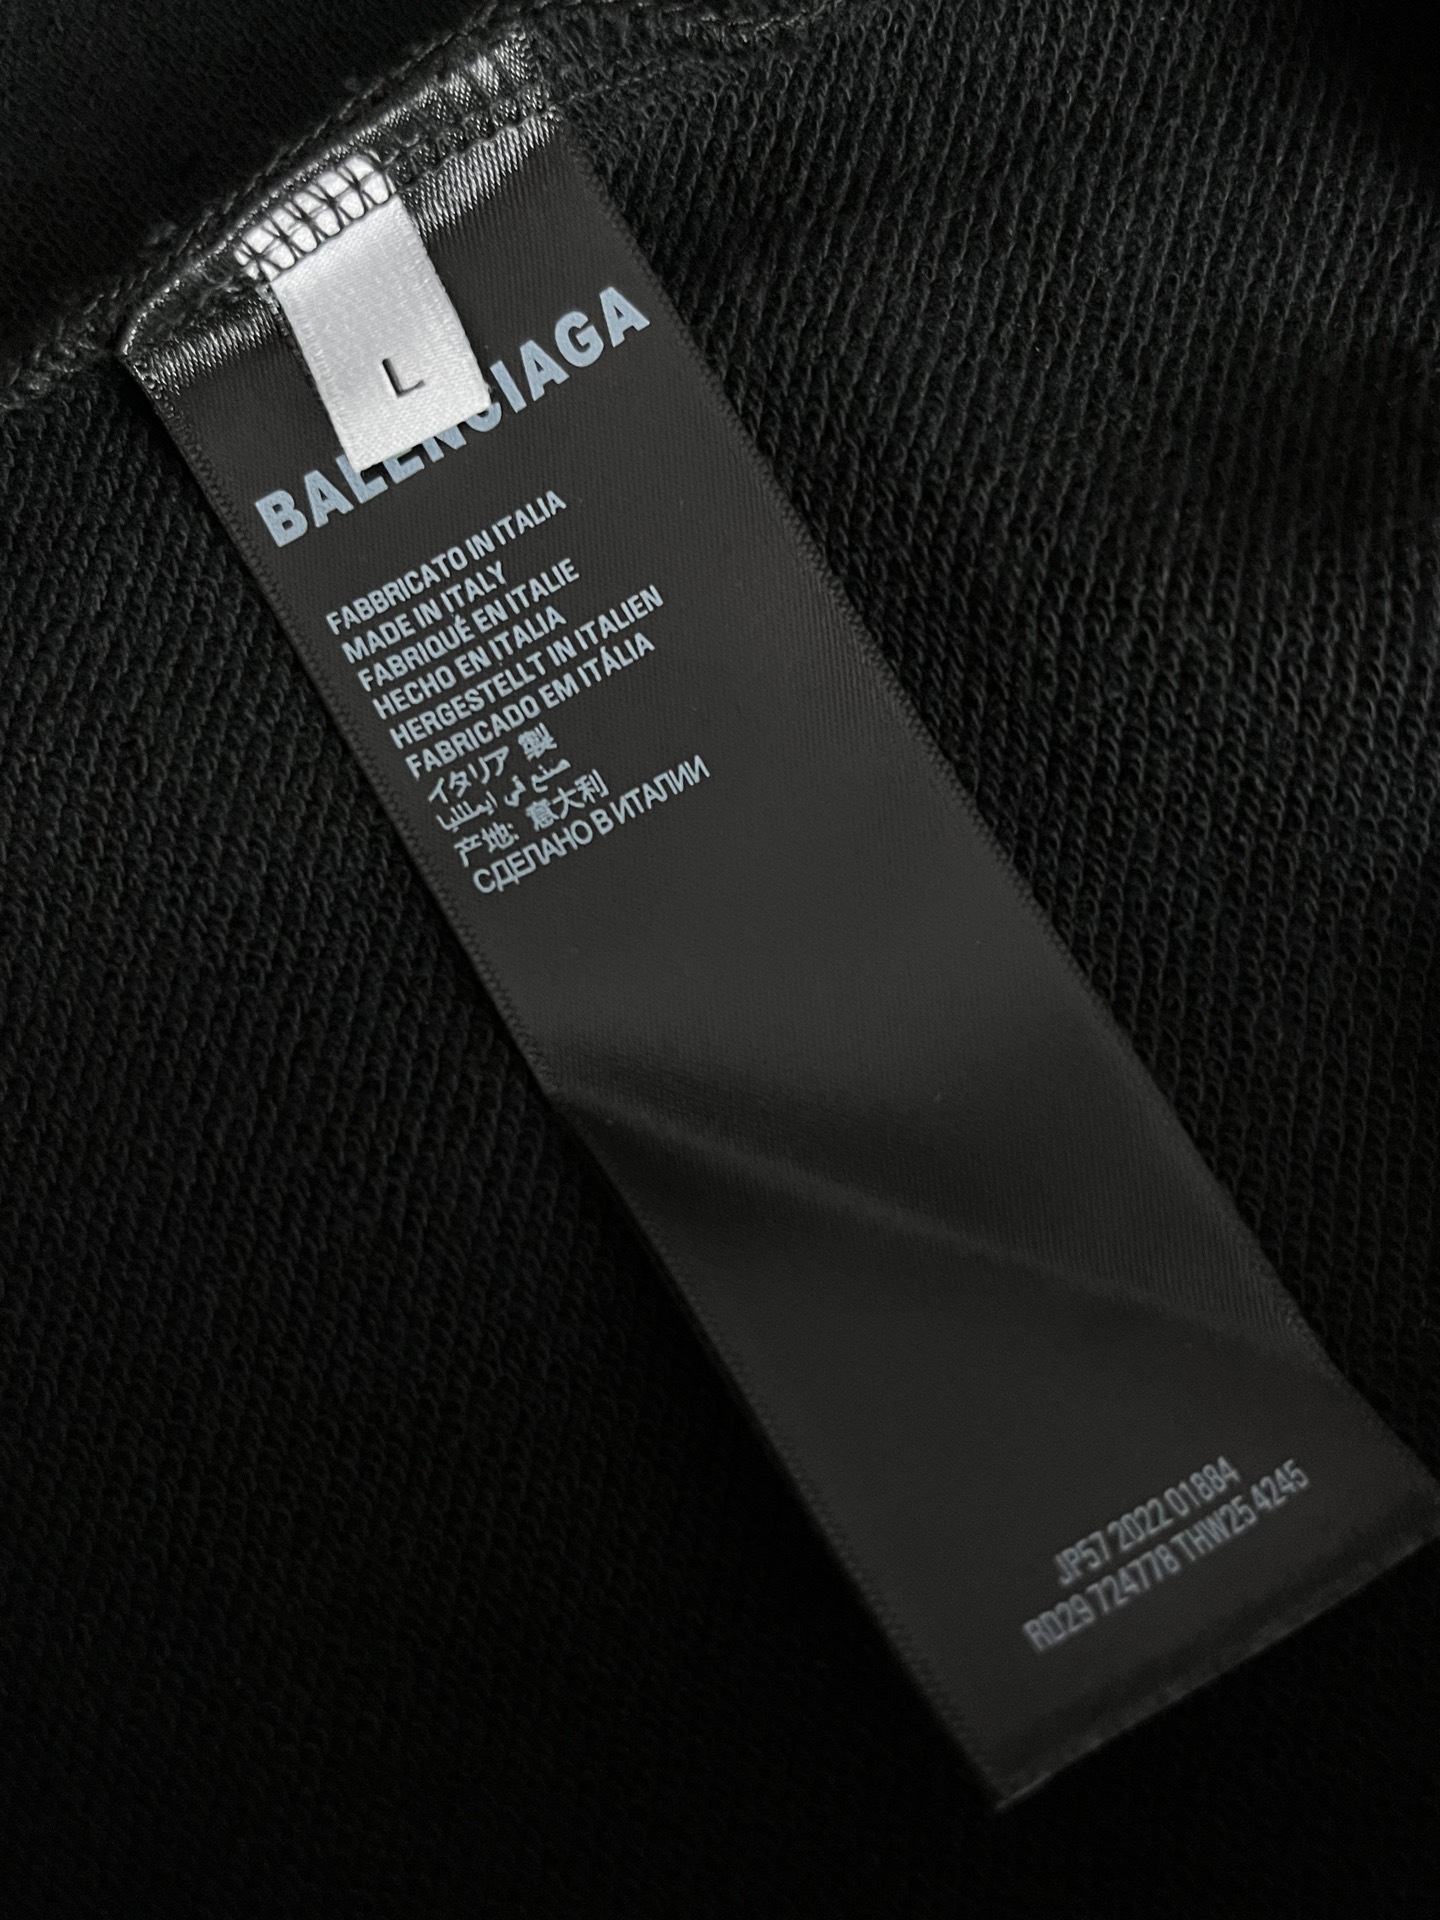 L
BALENCIAGA
FABBRICATO IN ITALIA
MADE IN ITALY
FABRIQUÉ EN ITALIE
HECHO EN ITALIA
HERGESTELLT IN ITALIEN
FABRICADO EM ITÁLIA
イタリア 製
صنع في ايطاليا
产地: 意大利
СДЕЛАНО В ИТАЛИИ
JP57 2022 01884
RD29 724778 THW25 4245